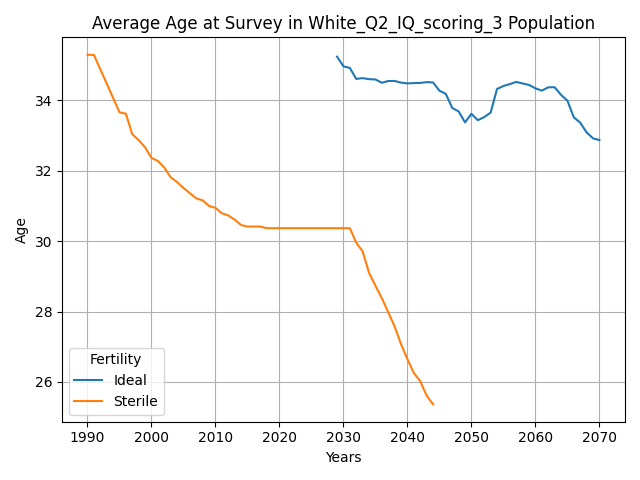 Average Age at Survey in White_Q2_IQ_scoring_3 Population
Age
34
32
30
28
26
Fertility
Ideal
Sterile
1990 2000 2010 2020 2030 2040 2050 2060 2070
Years